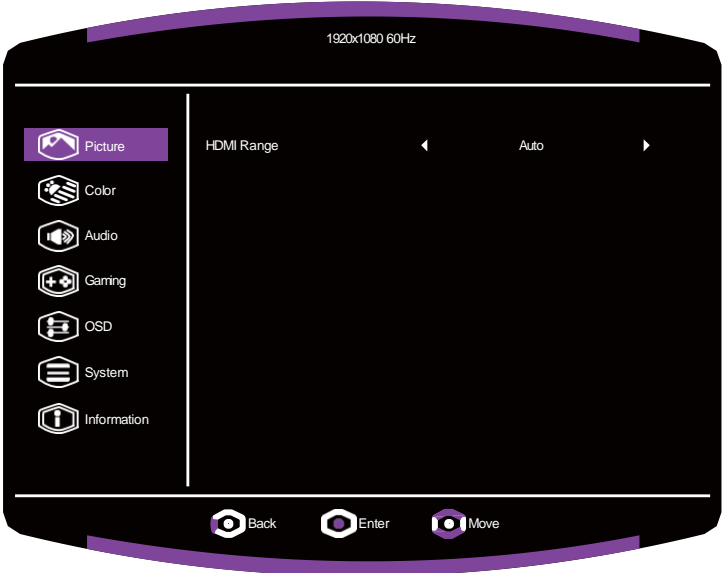 1920x1080 60Hz
Picture
HDMI Range Auto
Color
Audio
Gaming
OSD
System
Information
Back Enter Move